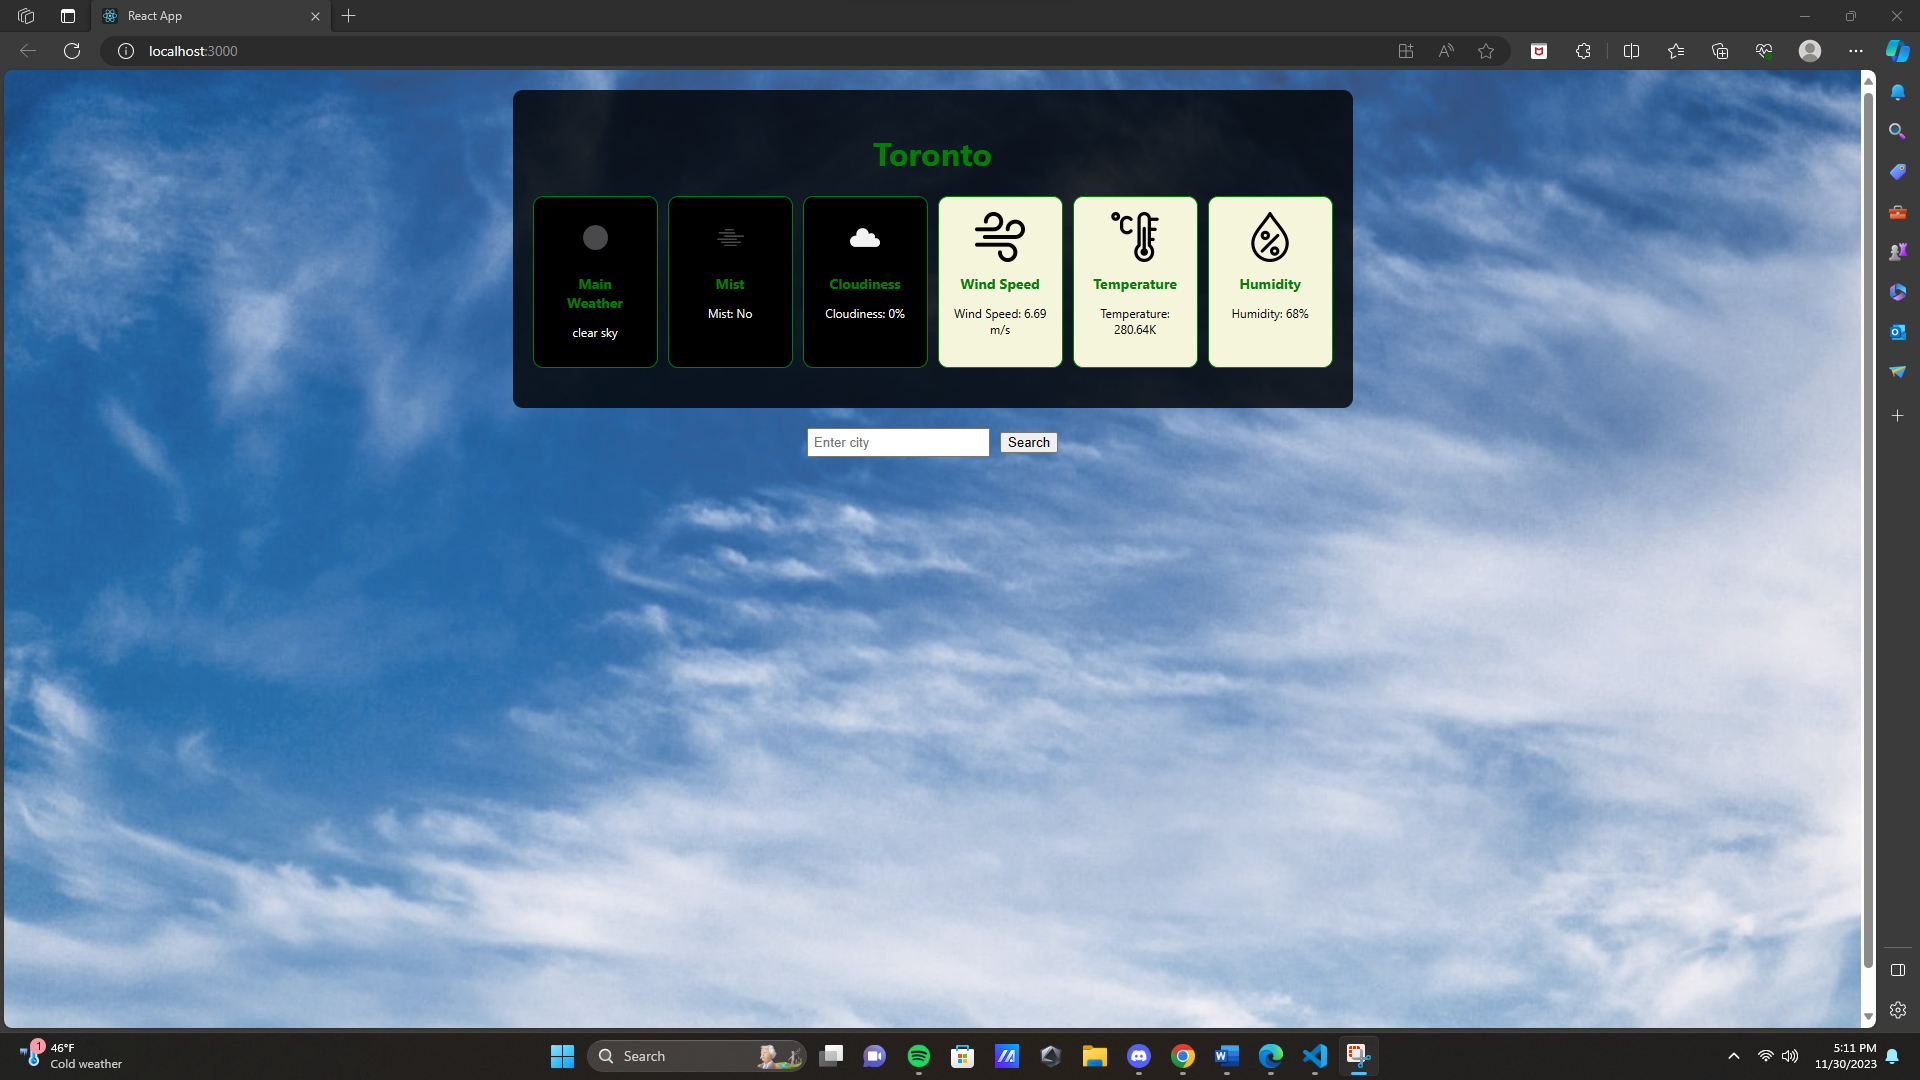 React App
localhost:3000
Toronto
Main
Weather
clear sky
Mist
Mist: No
Cloudiness
Cloudiness: 0%
Wind Speed
Wind Speed: 6.69
m/s
°C
Temperature
Temperature:
280.64K
%
Humidity
Humidity: 68%
Enter city
Search
1
46°F
Cold weather
Search
5:11 PM
11/30/2023